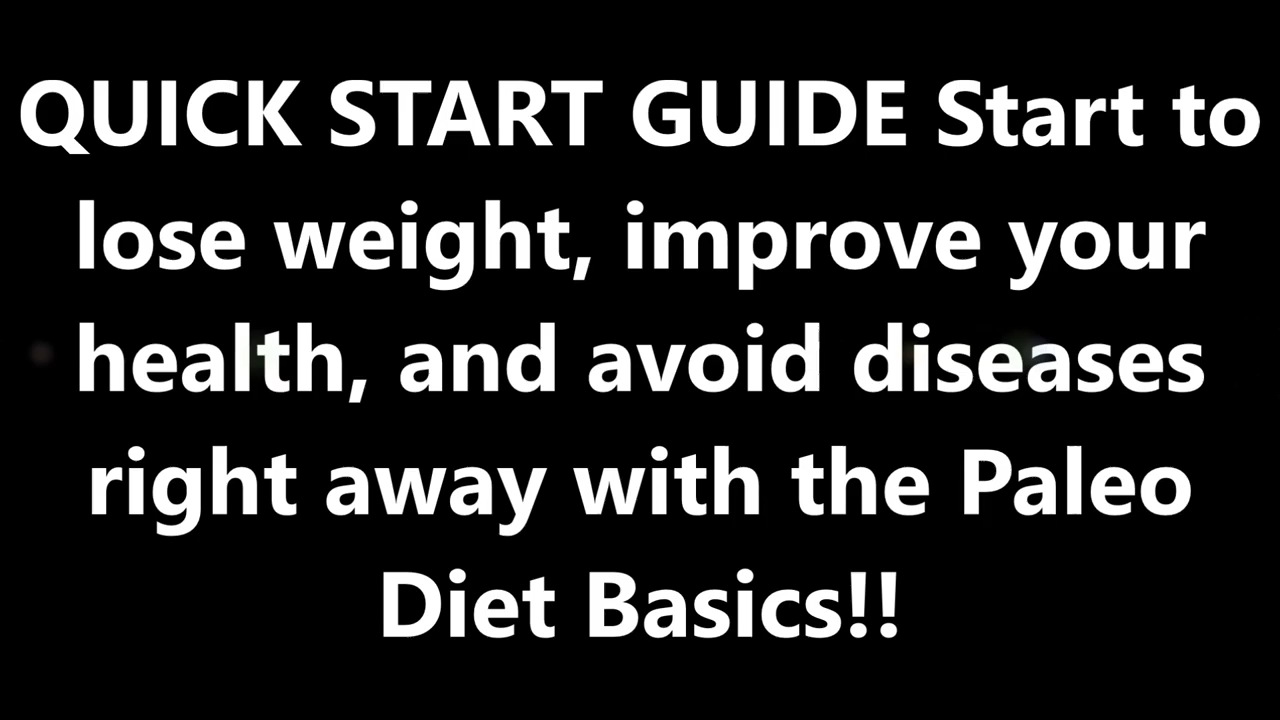 QUICK START GUIDE Start to
lose weight, improve your
health, and avoid diseases
right away with the Paleo
Diet Basics!!